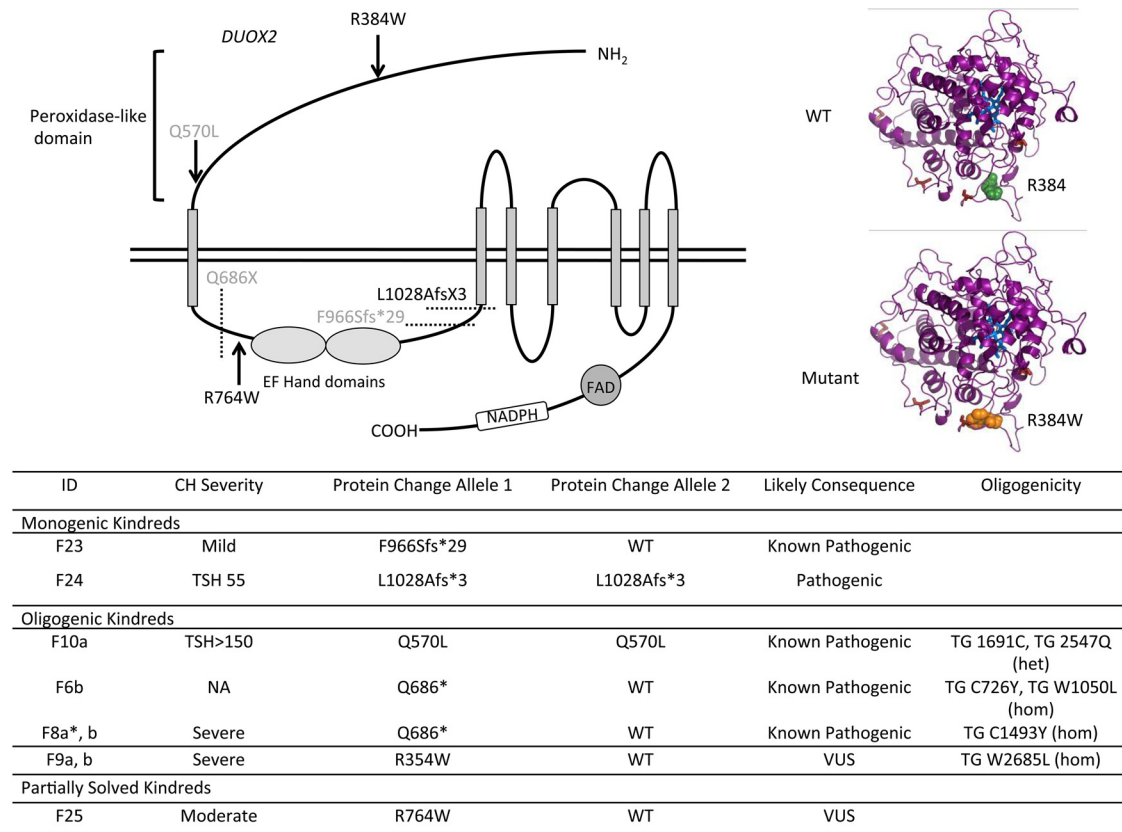 R384W
DUOX2
NH2
Peroxidase-like
domain
Q570L
WT
R384
Q686X
L1028AfsX3
F966Sfs*29
EF Hand domains
R764W
FAD
NADPH
COOH
Mutant
R384W
ID CH Severity Protein Change Allele 1 Protein Change Allele 2 Likely Consequence Oligogenicity
Monogenic Kindreds
F23 Mild F966Sfs*29 WT Known Pathogenic
F24 TSH 55 L1028Afs*3 L1028Afs*3 Pathogenic
Oligogenic Kindreds
F10a TSH>150 Q570L Q570L Known Pathogenic TG 1691C, TG 2547Q
(het)
F6b NA Q686* WT Known Pathogenic TG C726Y, TG W1050L
(hom)
F8a*, b Severe Q686* WT Known Pathogenic TG C1493Y (hom)
F9a, b Severe R354W WT VUS TG W2685L (hom)
Partially Solved Kindreds
F25 Moderate R764W WT VUS